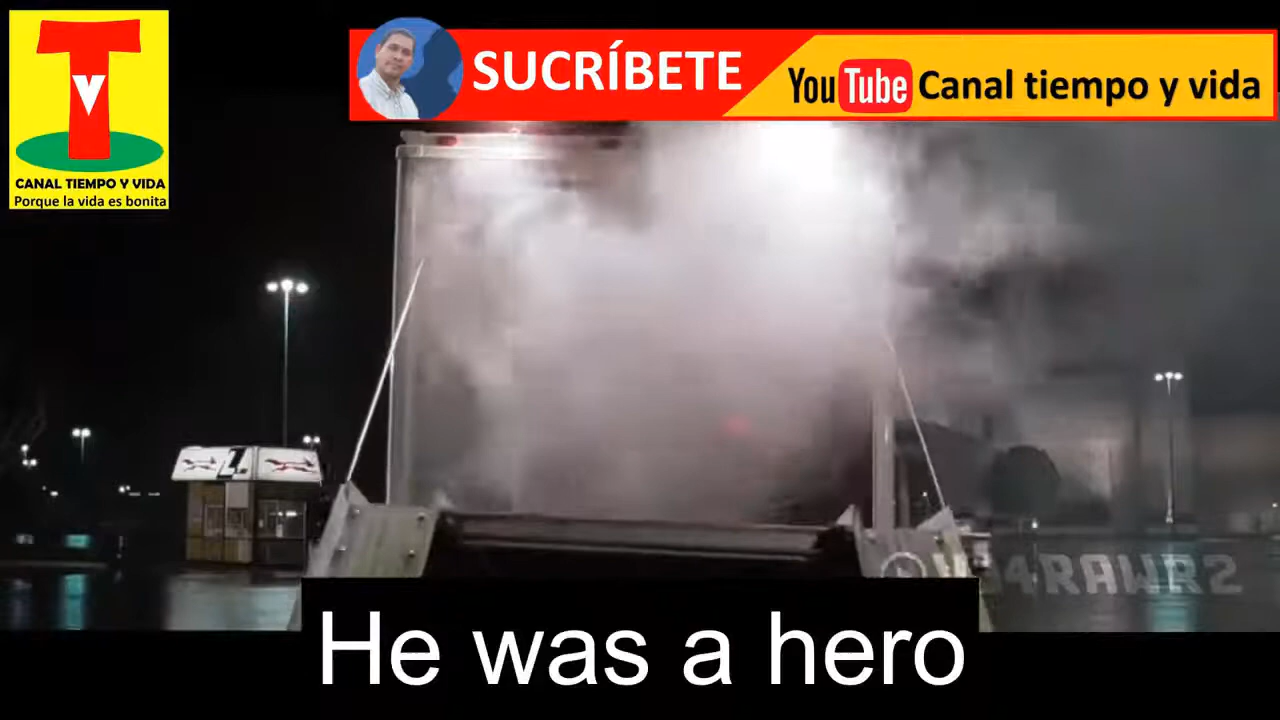 T
V
CANAL TIEMPO Y VIDA
Porque la vida es bonita
SUCRÍBETE
YouTube Canal tiempo y vida
He was a hero